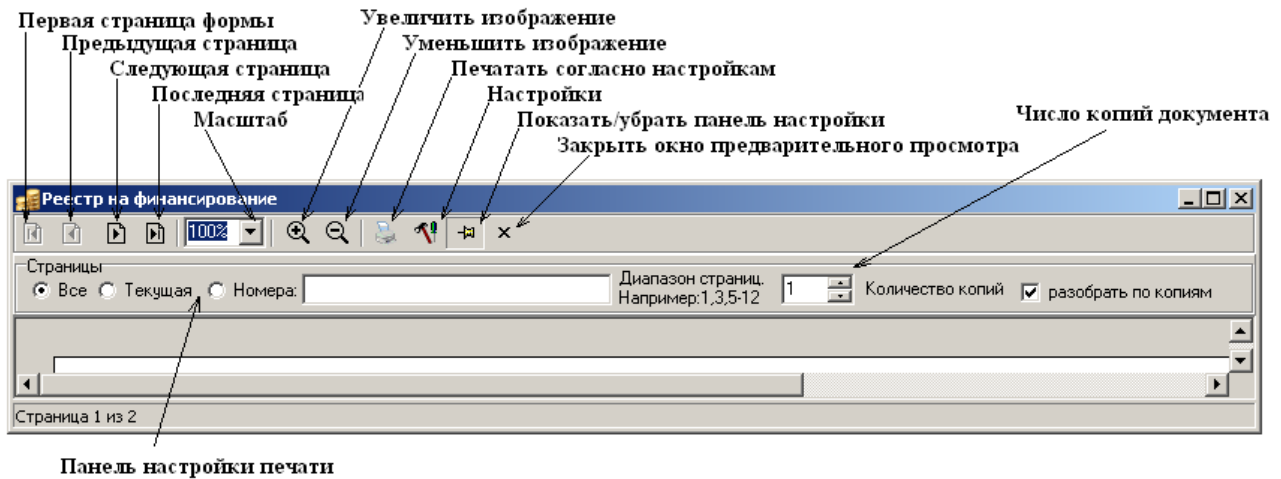 Первая страница формы
Увеличить изображение
Предыдущая страница
Уменьшить изображение
Следующая страница
Печатать согласно настройкам
Последняя страница
Настройки
Масштаб
Показать/убрать панель настройки
Число копий документа
Закрыть окно предварительного просмотра
Реестр на финансирование
100%
Страницы
Все
Текущая
Номера:
Диапазон страниц.
Например:1,3,5-12
1
Количество копий
разобрать по копиям
Страница 1 из 2
Панель настройки печати